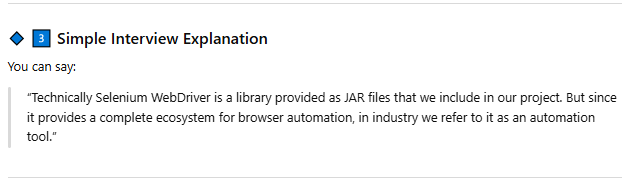 3 Simple Interview Explanation
You can say:
“Technically Selenium WebDriver is a library provided as JAR files that we include in our project. But since
it provides a complete ecosystem for browser automation, in industry we refer to it as an automation
tool.”